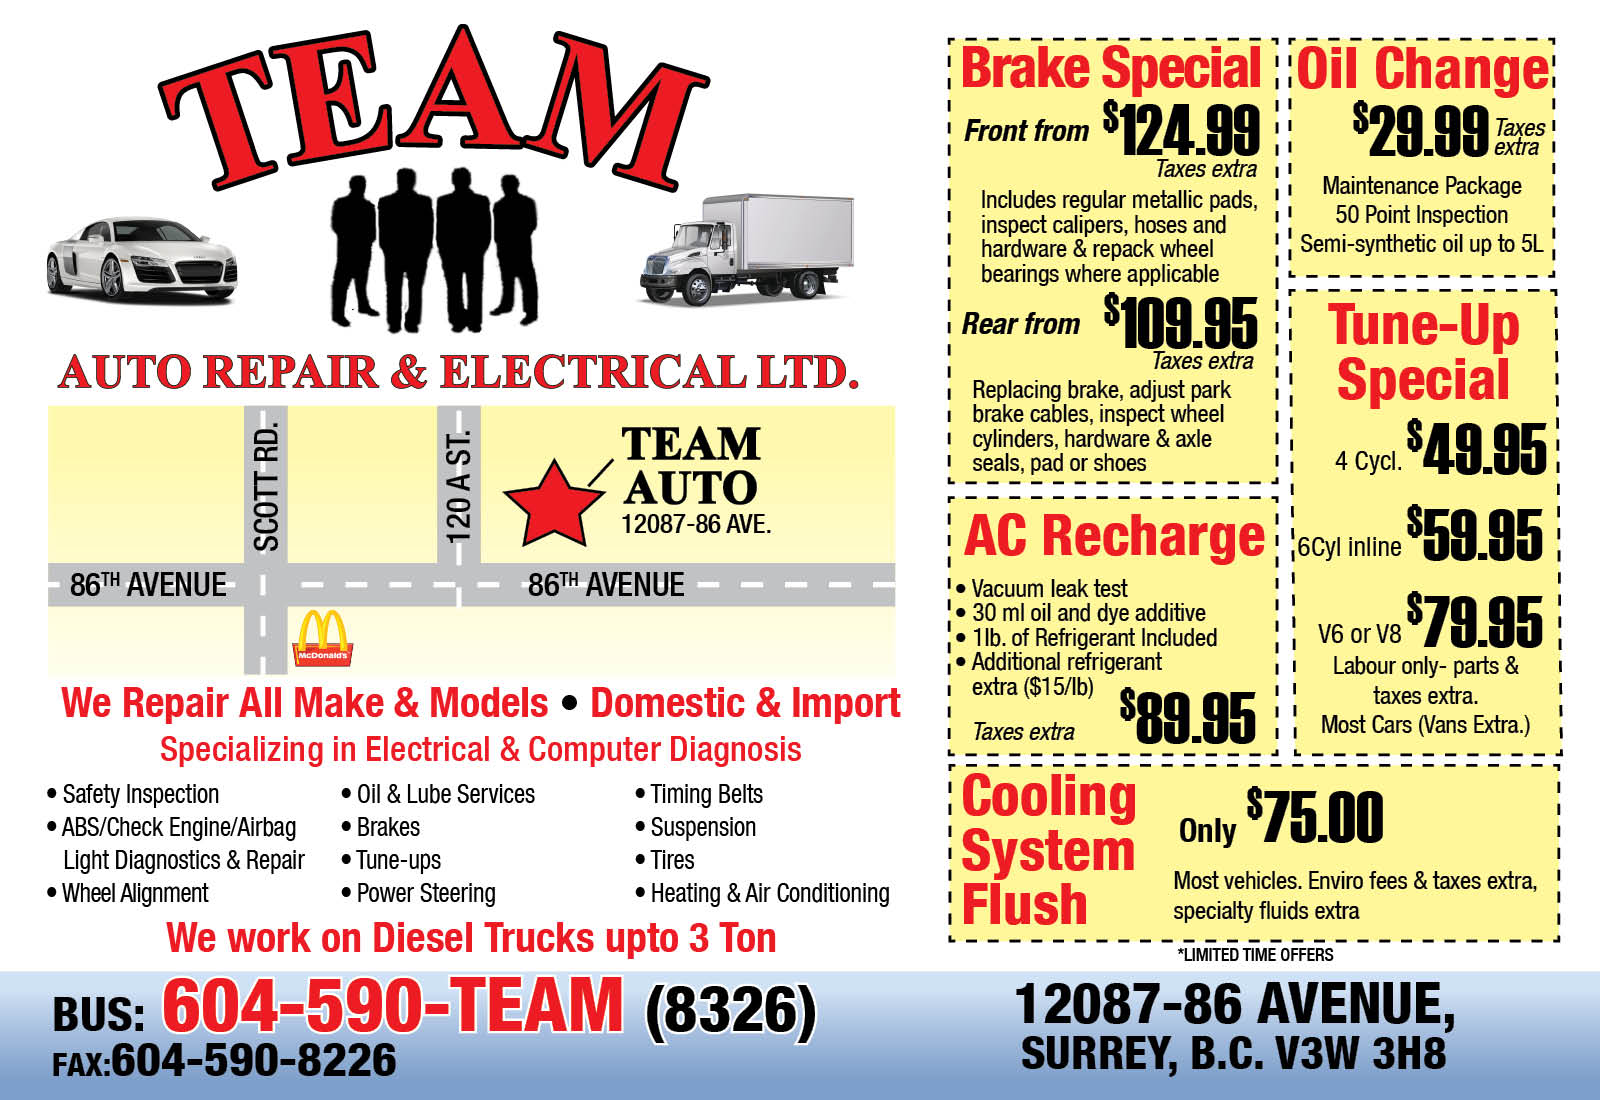 TEAM
AUTO REPAIR & ELECTRICAL LTD.
SCOTT RD.
120 A ST.
TEAM
AUTO
12087-86 AVE.
86TH AVENUE
86TH AVENUE
McDonald's
We Repair All Make & Models • Domestic & Import
Specializing in Electrical & Computer Diagnosis
• Safety Inspection
• ABS/Check Engine/Airbag
Light Diagnostics & Repair
• Wheel Alignment
• Oil & Lube Services
• Brakes
• Tune-ups
• Power Steering
• Timing Belts
• Suspension
• Tires
• Heating & Air Conditioning
We work on Diesel Trucks upto 3 Ton
Brake Special
Front from $124.99
Taxes extra
Includes regular metallic pads,
inspect calipers, hoses and
hardware & repack wheel
bearings where applicable
Rear from $109.95
Taxes extra
Replacing brake, adjust park
brake cables, inspect wheel
cylinders, hardware & axle
seals, pad or shoes
Oil Change
$29.99 Taxes
extra
Maintenance Package
50 Point Inspection
Semi-synthetic oil up to 5L
Tune-Up
Special
4 Cycl. $49.95
6Cyl inline $59.95
V6 or V8 $79.95
Labour only- parts &
taxes extra.
Most Cars (Vans Extra.)
AC Recharge
• Vacuum leak test
• 30 ml oil and dye additive
• 1lb. of Refrigerant Included
• Additional refrigerant
extra ($15/lb)
Taxes extra $89.95
Cooling
System
Flush
Only $75.00
Most vehicles. Enviro fees & taxes extra,
specialty fluids extra
*LIMITED TIME OFFERS
BUS: 604-590-TEAM (8326)
FAX:604-590-8226
12087-86 AVENUE,
SURREY, B.C. V3W 3H8